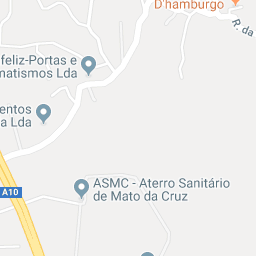 D'hamburgo
R. da
feliz-Portas e
matismos Lda
entos
a Lda
A10
ASMC - Aterro Sanitário
de Mato da Cruz